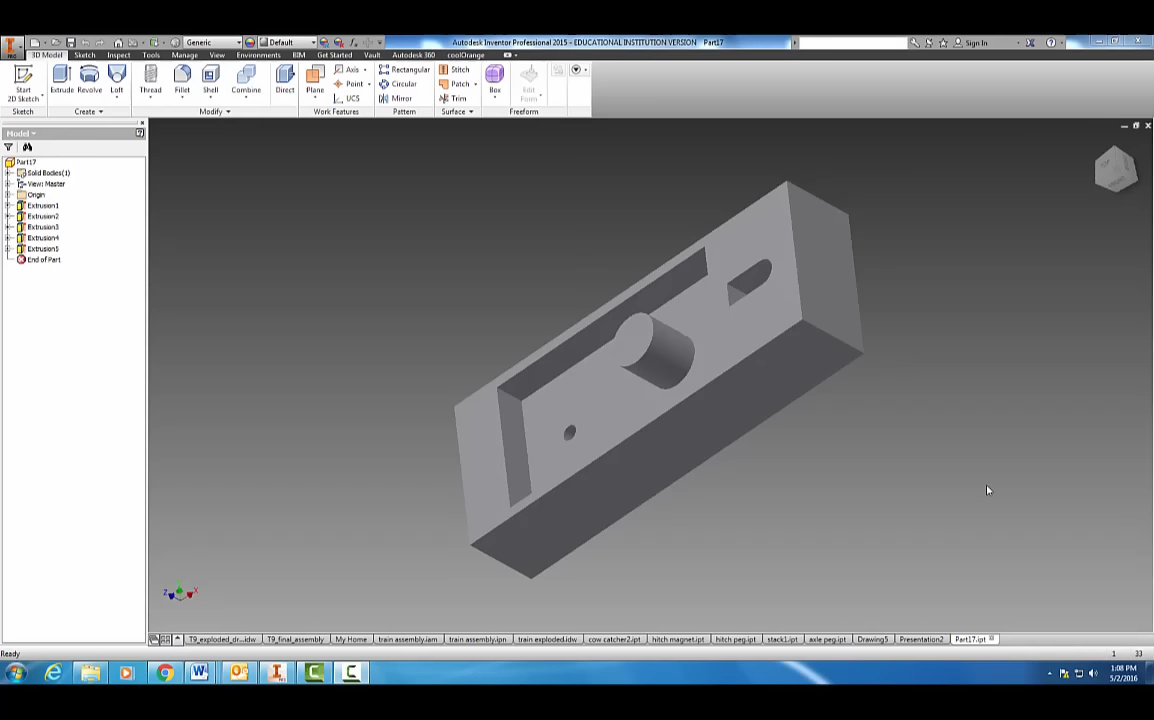 Generic
Default
Autodesk Inventor Professional 2015 - EDUCATIONAL INSTITUTION VERSION Part17
Sign In
PRO
3D Model Sketch Inspect Tools Manage View Environments BIM Get Started Vault Autodesk 360 coolOrange
Start
2D Sketch
Extrude Revolve Loft
Thread Fillet Shell Combine
Direct
Plane
Axis
Point
UCS
Rectangular
Circular
Mirror
Stitch
Patch
Trim
Box
Edit
Form
Sketch Create Modify Work Features Pattern Surface Freeform
Model
Part17
Solid Bodies(1)
View: Master
Origin
Extrusion1
Extrusion2
Extrusion3
Extrusion4
Extrusion5
End of Part
Z X
T9_exploded_dr...idw T9_final_assembly My Home train assembly.iam train assembly.ipn train exploded.idw cow catcher2.ipt hitch magnet.ipt hitch peg.ipt stack1.ipt axle peg.ipt Drawing5 Presentation2 Part17.ipt
Ready 1 33
1:08 PM
5/2/2016